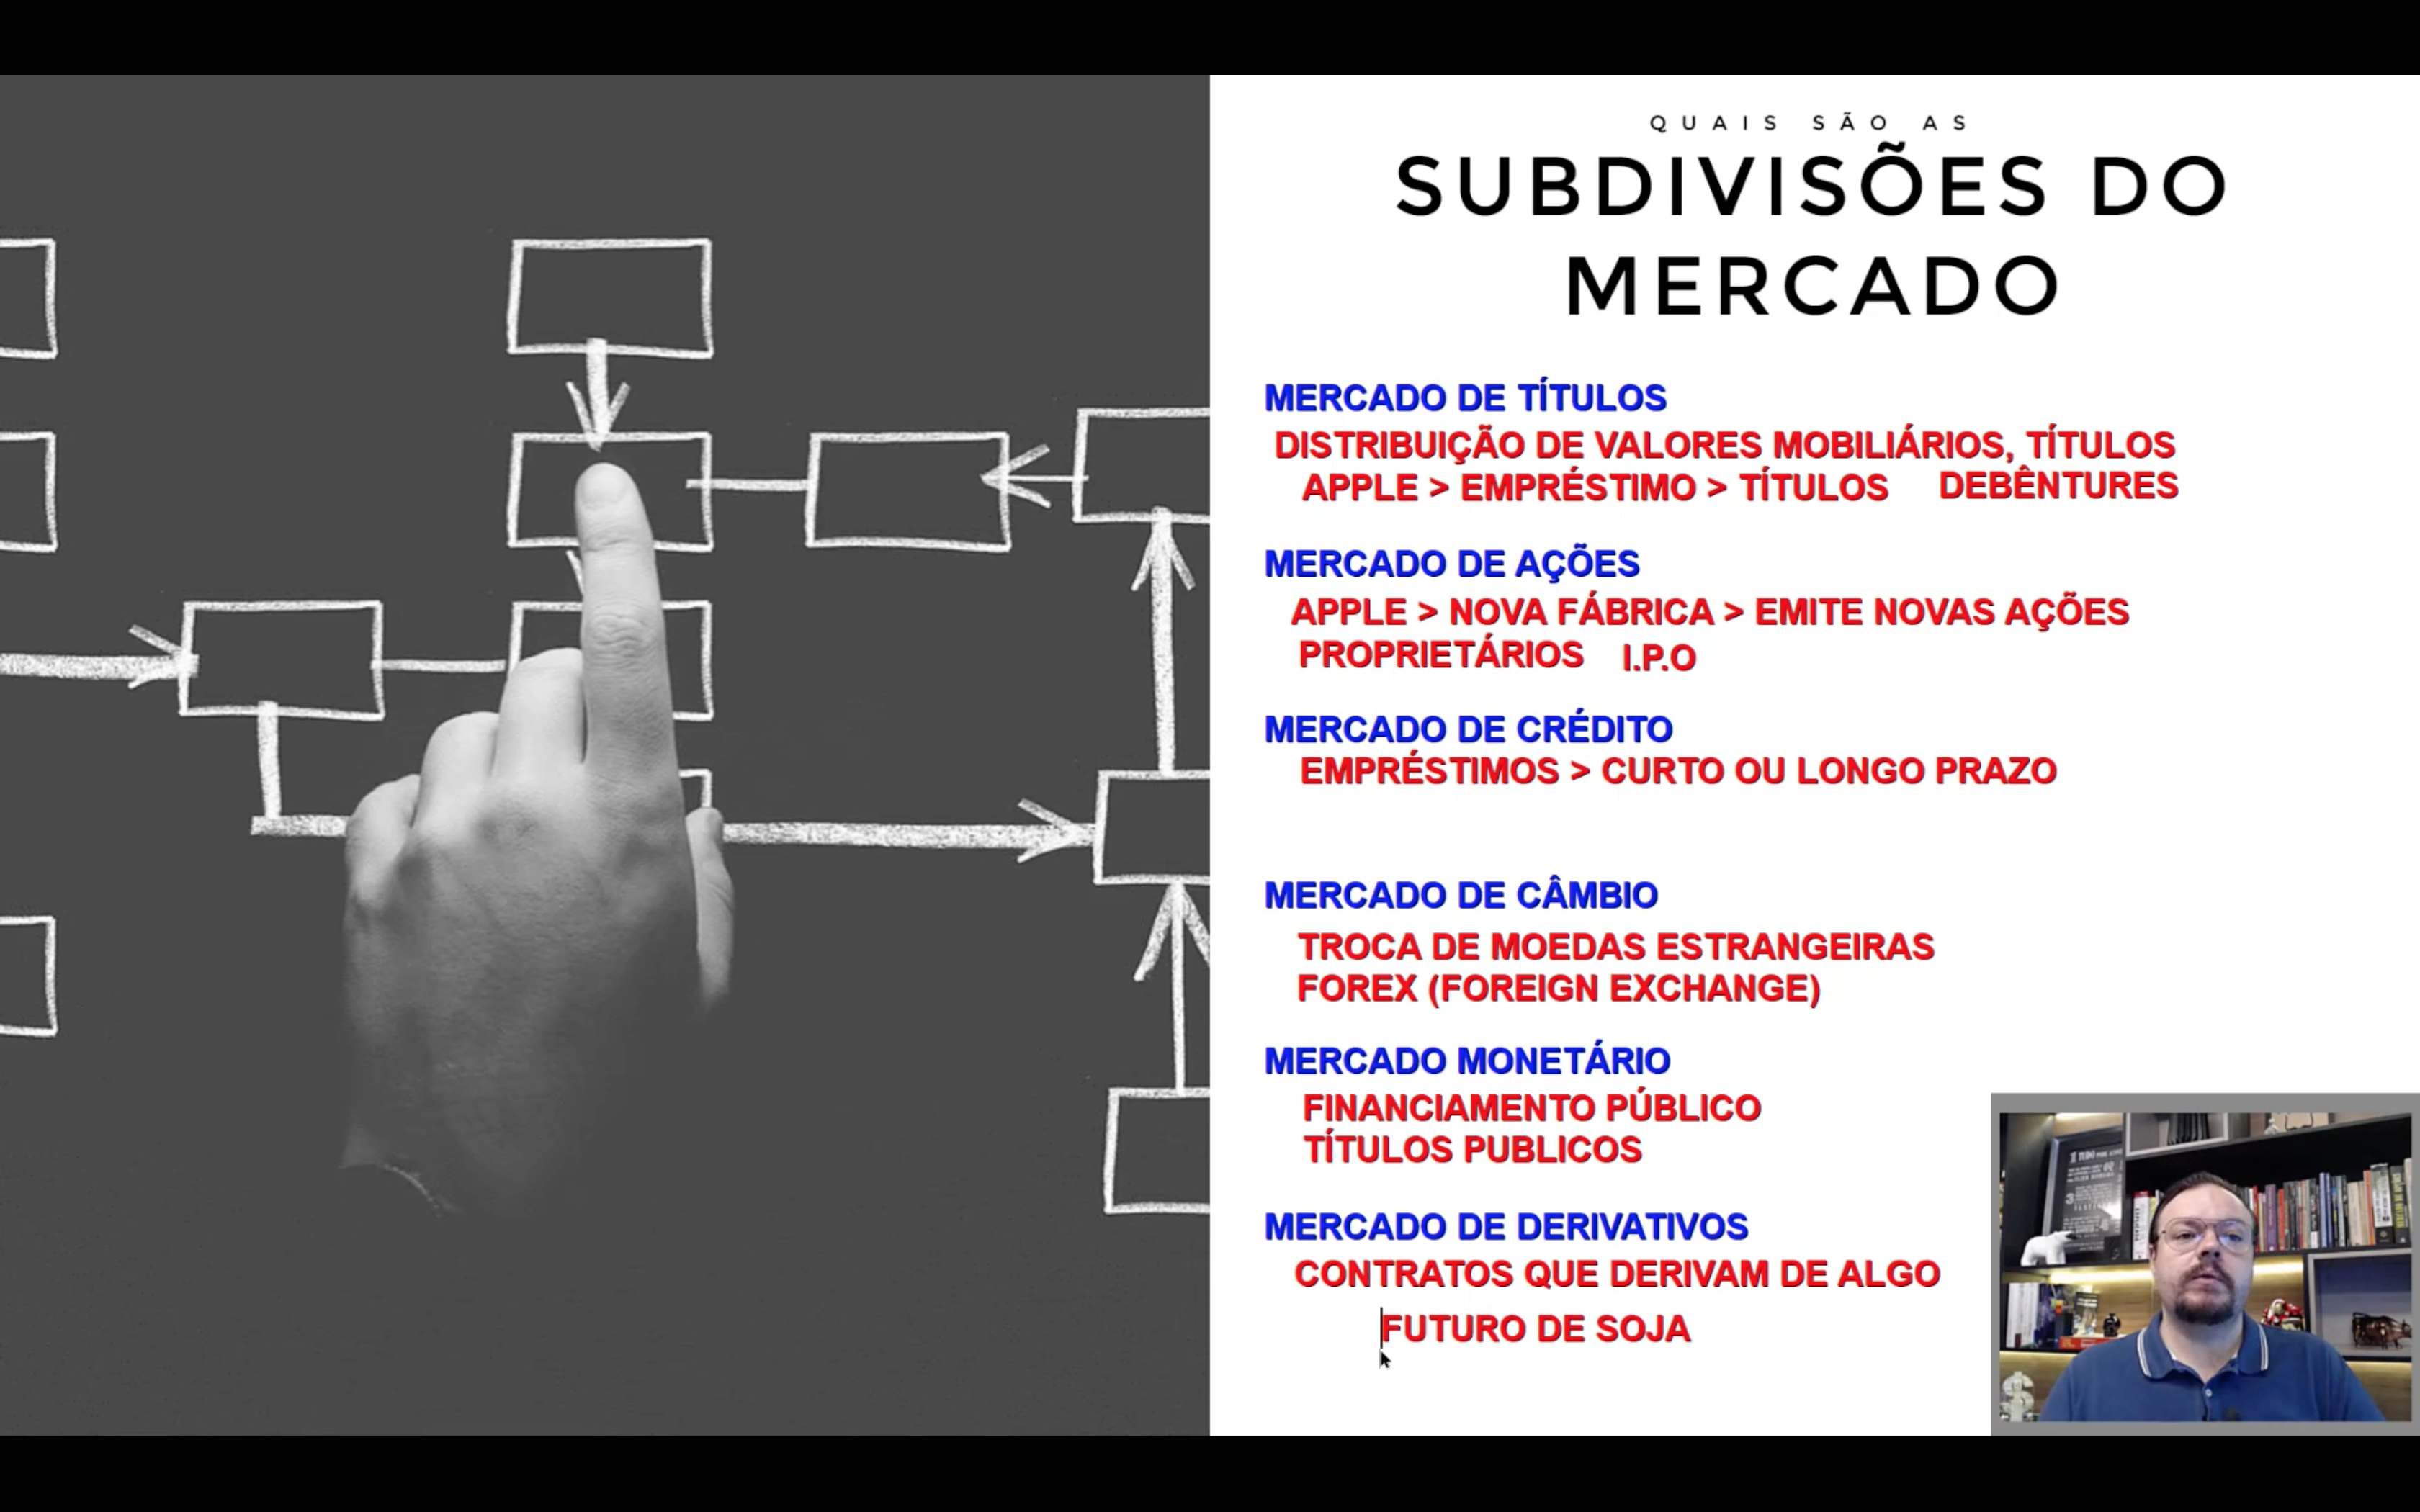 QUAIS SÃO AS
SUBDIVISÕES DO
MERCADO
MERCADO DE TÍTULOS
DISTRIBUIÇÃO DE VALORES MOBILIÁRIOS, TÍTULOS
APPLE > EMPRÉSTIMO > TÍTULOS DEBÊNTURES
MERCADO DE AÇÕES
APPLE > NOVA FÁBRICA > EMITE NOVAS AÇÕES
PROPRIETÁRIOS I.P.O
MERCADO DE CRÉDITO
EMPRÉSTIMOS > CURTO OU LONGO PRAZO
MERCADO DE CÂMBIO
TROCA DE MOEDAS ESTRANGEIRAS
FOREX (FOREIGN EXCHANGE)
MERCADO MONETÁRIO
FINANCIAMENTO PÚBLICO
TÍTULOS PUBLICOS
MERCADO DE DERIVATIVOS
CONTRATOS QUE DERIVAM DE ALGO
FUTURO DE SOJA